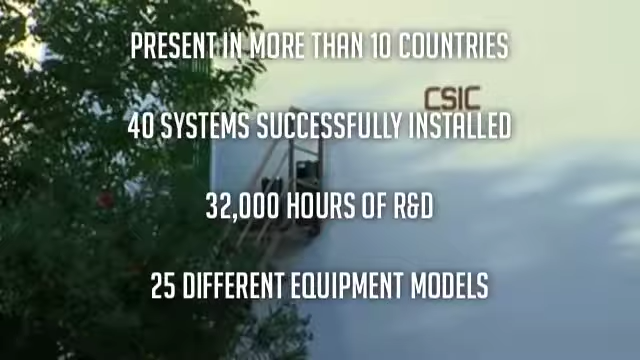 PRESENT IN MORE THAN 10 COUNTRIES
CSIC
40 SYSTEMS SUCCESSFULLY INSTALLED
32,000 HOURS OF R&D
25 DIFFERENT EQUIPMENT MODELS